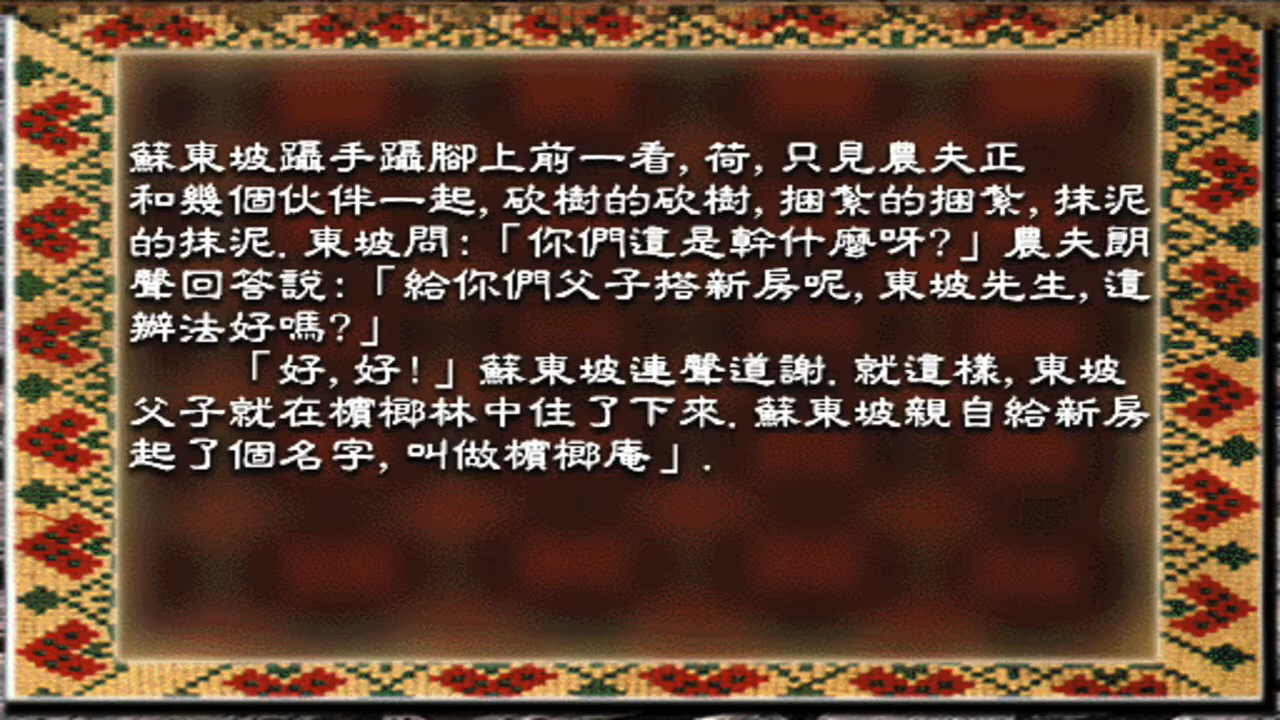 蘇東坡躡手躡腳上前一看,荷,只見農夫正
和幾個伙伴一起,砍樹的砍樹,捆紮的捆紮,抹泥
的抹泥.東坡問:「你們這是幹什麼呀?」農夫朗
聲回答說:「給你們父子搭新房呢,東坡先生,這
辦法好嗎?」
「好,好!」蘇東坡連聲道謝.就這樣,東坡
父子就在檳榔林中住了下來.蘇東坡親自給新房
起了個名字,叫做檳榔庵」.